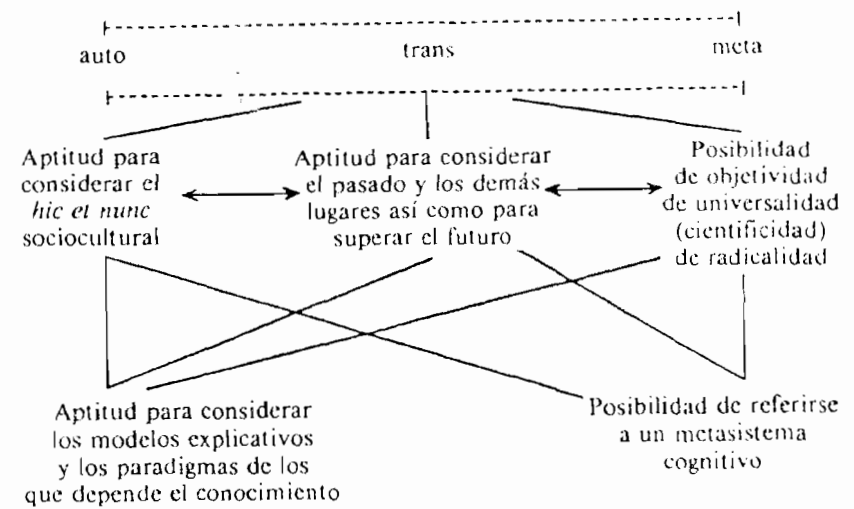 auto trans meta
Aptitud para
considerar el
hic et nunc
sociocultural
Aptitud para considerar
el pasado y los demás
lugares así como para
superar el futuro
Posibilidad
de objetividad
de universalidad
(cientificidad)
de radicalidad
Aptitud para considerar
los modelos explicativos
y los paradigmas de los
que depende el conocimiento
Posibilidad de referirse
a un metasistema
cognitivo